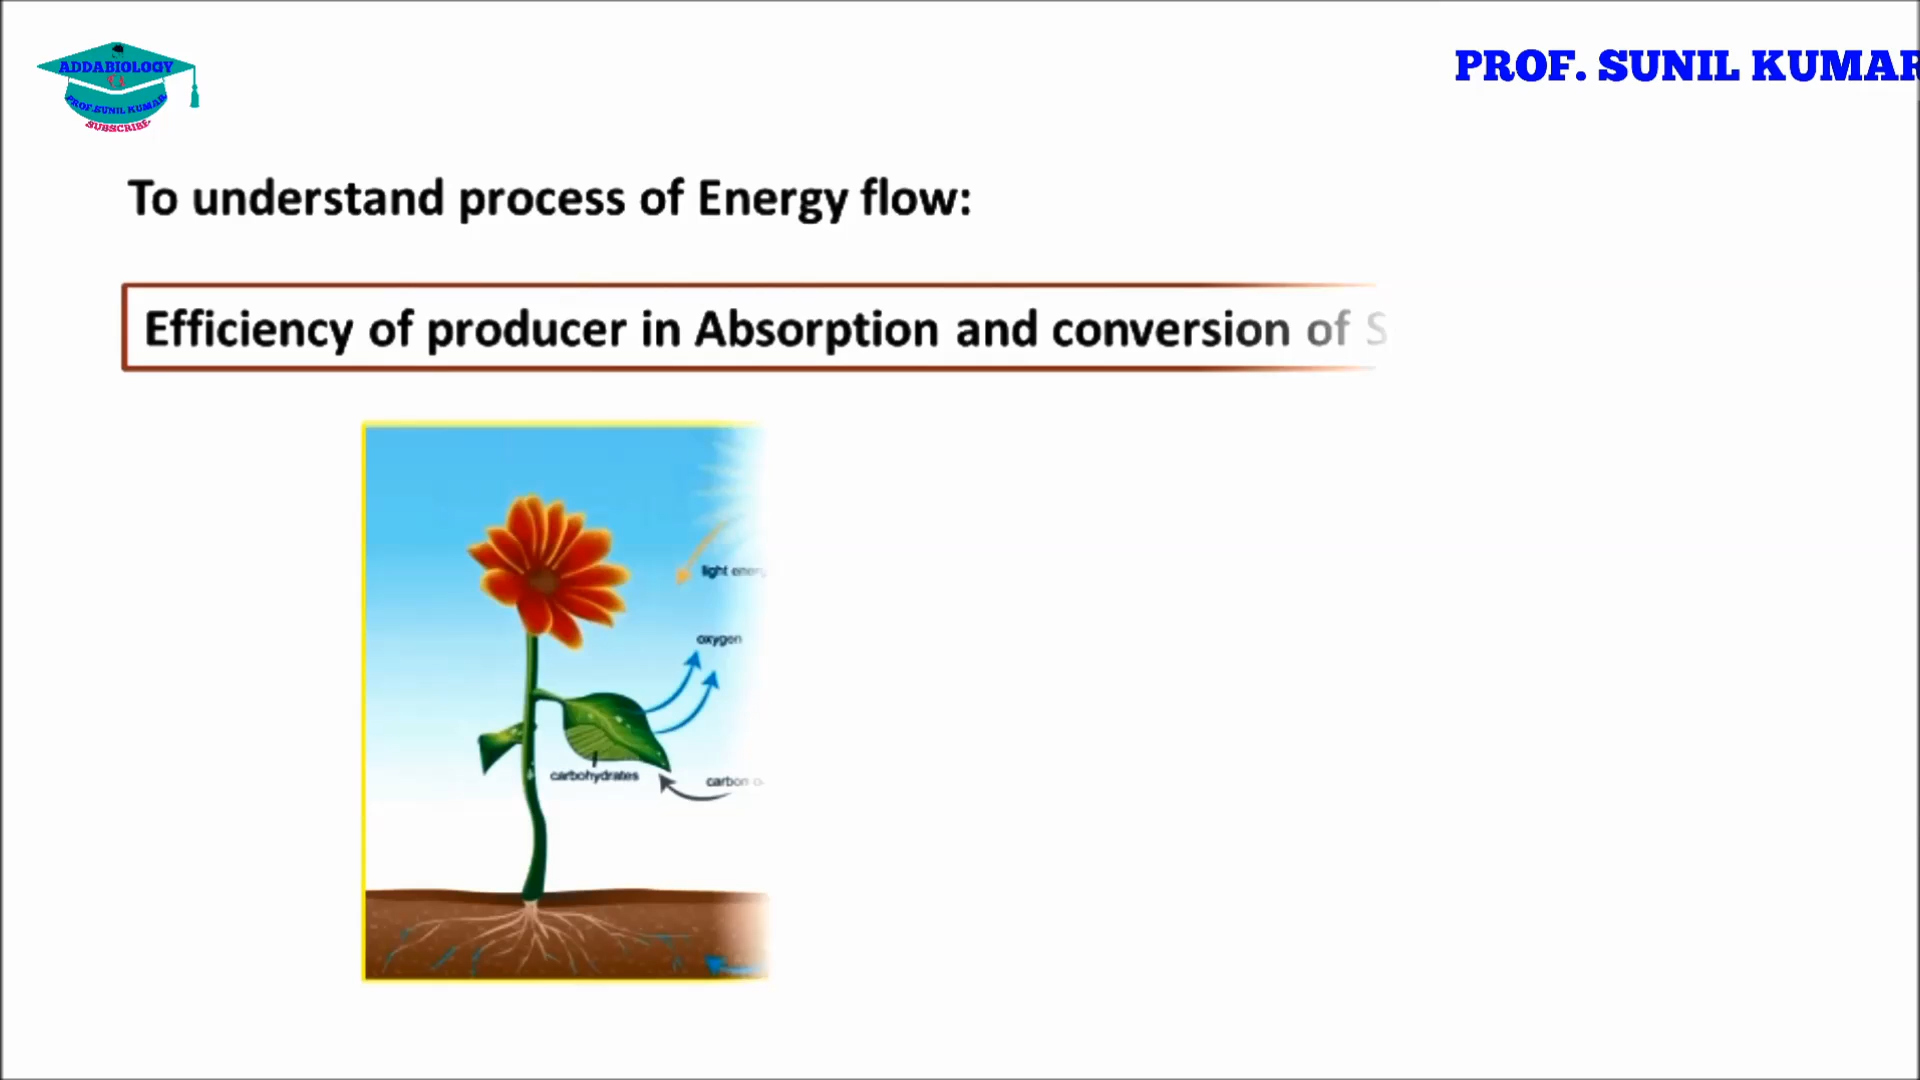 ADDABIOLOGY
PROF.SUNIL KUMAR
SUBSCRIBE
PROF. SUNIL KUMAR
To understand process of Energy flow:
Efficiency of producer in Absorption and conversion of S
light energ
oxygen
carbohydrates
carbon